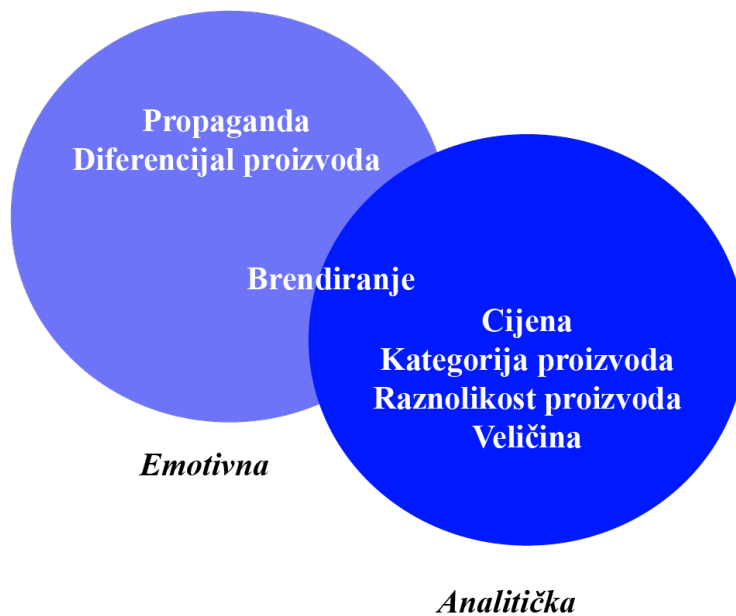 Propaganda
Diferencijal proizvoda
Brendiranje
Cijena
Kategorija proizvoda
Raznolikost proizvoda
Veličina
Emotivna
Analitička